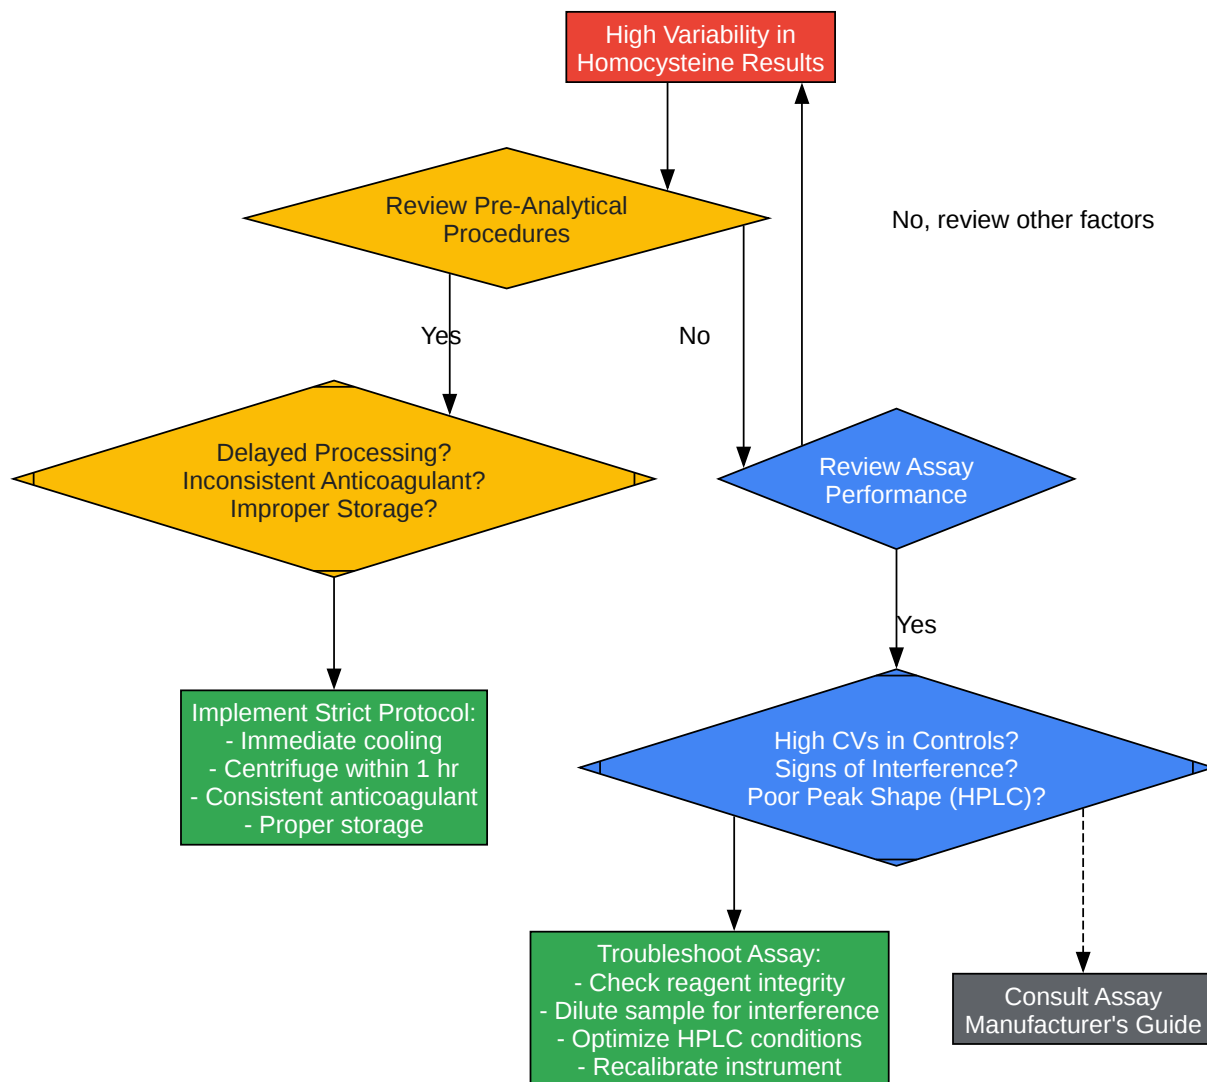 High Variability in
Homocysteine Results
Review Pre-Analytical
Procedures
No, review other factors
Yes
No
Delayed Processing?
Inconsistent Anticoagulant?
Improper Storage?
Review Assay
Performance
Yes
Implement Strict Protocol:
- Immediate cooling
- Centrifuge within 1 hr
- Consistent anticoagulant
- Proper storage
High CVs in Controls?
Signs of Interference?
Poor Peak Shape (HPLC)?
Troubleshoot Assay:
- Check reagent integrity
- Dilute sample for interference
- Optimize HPLC conditions
- Recalibrate instrument
Consult Assay
Manufacturer's Guide